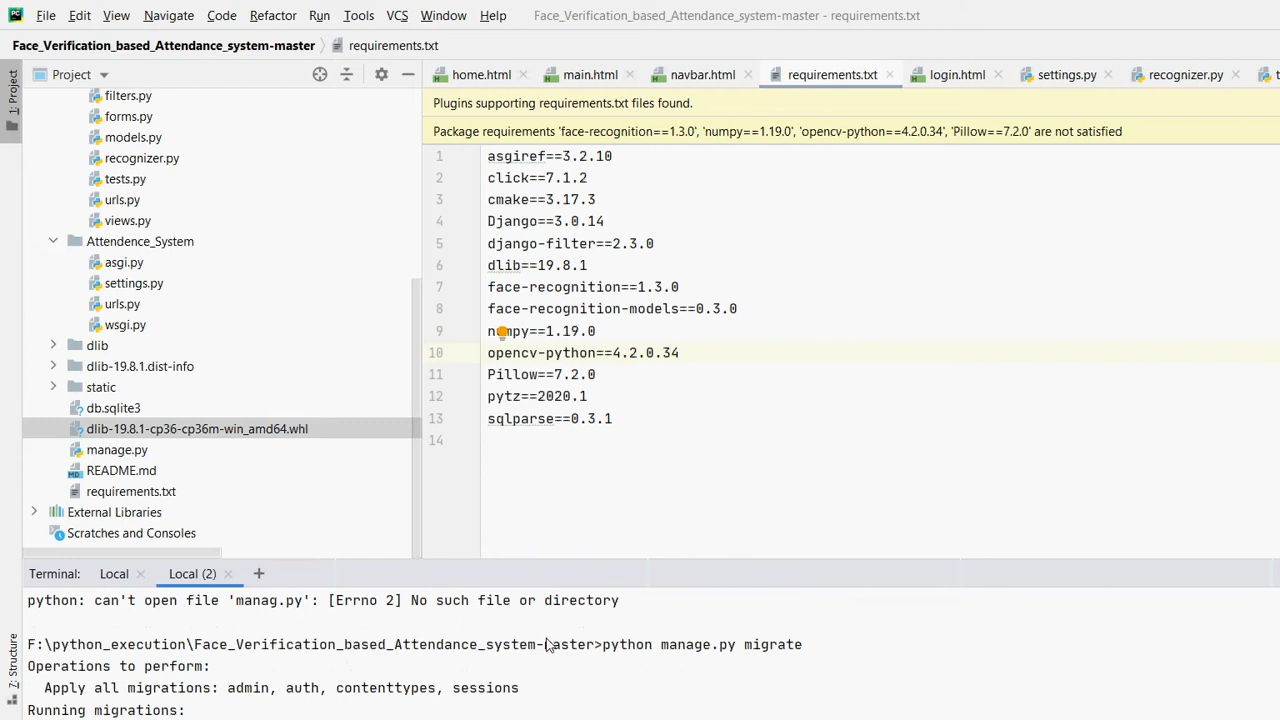 File Edit View Navigate Code Refactor Run Tools VCS Window Help Face_Verification_based_Attendance_system-master - requirements.txt
Face_Verification_based_Attendance_system-master requirements.txt
1: Project
Project
home.html main.html navbar.html requirements.txt login.html settings.py recognizer.py t
filters.py
forms.py
models.py
recognizer.py
tests.py
urls.py
views.py
Attendence_System
asgi.py
settings.py
urls.py
wsgi.py
dlib
dlib-19.8.1.dist-info
static
db.sqlite3
dlib-19.8.1-cp36-cp36m-win_amd64.whl
manage.py
README.md
requirements.txt
External Libraries
Scratches and Consoles
Plugins supporting requirements.txt files found.
Package requirements 'face-recognition==1.3.0', 'numpy==1.19.0', 'opencv-python==4.2.0.34', 'Pillow==7.2.0' are not satisfied
1 asgiref==3.2.10
2 click==7.1.2
3 cmake==3.17.3
4 Django==3.0.14
5 django-filter==2.3.0
6 dlib==19.8.1
7 face-recognition==1.3.0
8 face-recognition-models==0.3.0
9 numpy==1.19.0
10 opencv-python==4.2.0.34
11 Pillow==7.2.0
12 pytz==2020.1
13 sqlparse==0.3.1
14
Terminal: Local Local (2) +
7: Structure
python: can't open file 'manag.py': [Errno 2] No such file or directory
F:\python_execution\Face_Verification_based_Attendance_system-master>python manage.py migrate
Operations to perform:
Apply all migrations: admin, auth, contenttypes, sessions
Running migrations: